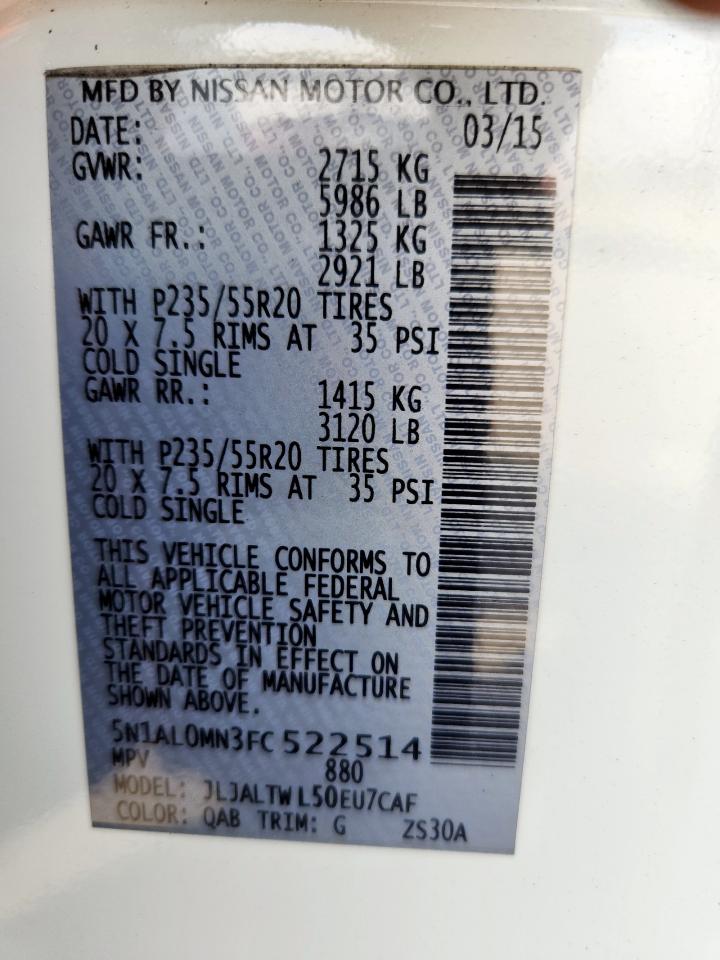 MFD BY NISSAN MOTOR CO., LTD.
DATE: 03/15
GVWR: 2715 KG
5986 LB
GAWR FR.: 1325 KG
2921 LB
WITH P235/55R20 TIRES
20 X 7.5 RIMS AT 35 PSI
COLD SINGLE
GAWR RR.: 1415 KG
3120 LB
WITH P235/55R20 TIRES
20 X 7.5 RIMS AT 35 PSI
COLD SINGLE
THIS VEHICLE CONFORMS TO
ALL APPLICABLE FEDERAL
MOTOR VEHICLE SAFETY AND
THEFT PREVENTION
STANDARDS IN EFFECT ON
THE DATE OF MANUFACTURE
SHOWN ABOVE.
5N1AL0MN3FC522514
MPV 880
MODEL: JLJALTWL50EU7CAF
COLOR: QAB TRIM: G ZS30A